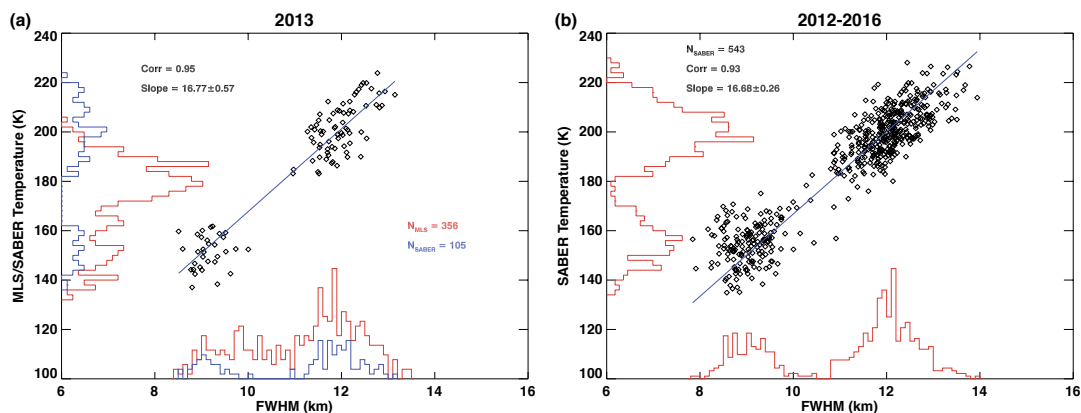 (a)
2013
MLS/SABER Temperature (K)
240
220
200
180
160
140
120
100
Corr = 0.95
Slope = 16.77±0.57
N_MLS = 356
N_SABER = 105
6 8 10 12 14 16
FWHM (km)
(b)
2012-2016
SABER Temperature (K)
240
220
200
180
160
140
120
100
N_SABER = 543
Corr = 0.93
Slope = 16.68±0.26
6 8 10 12 14 16
FWHM (km)